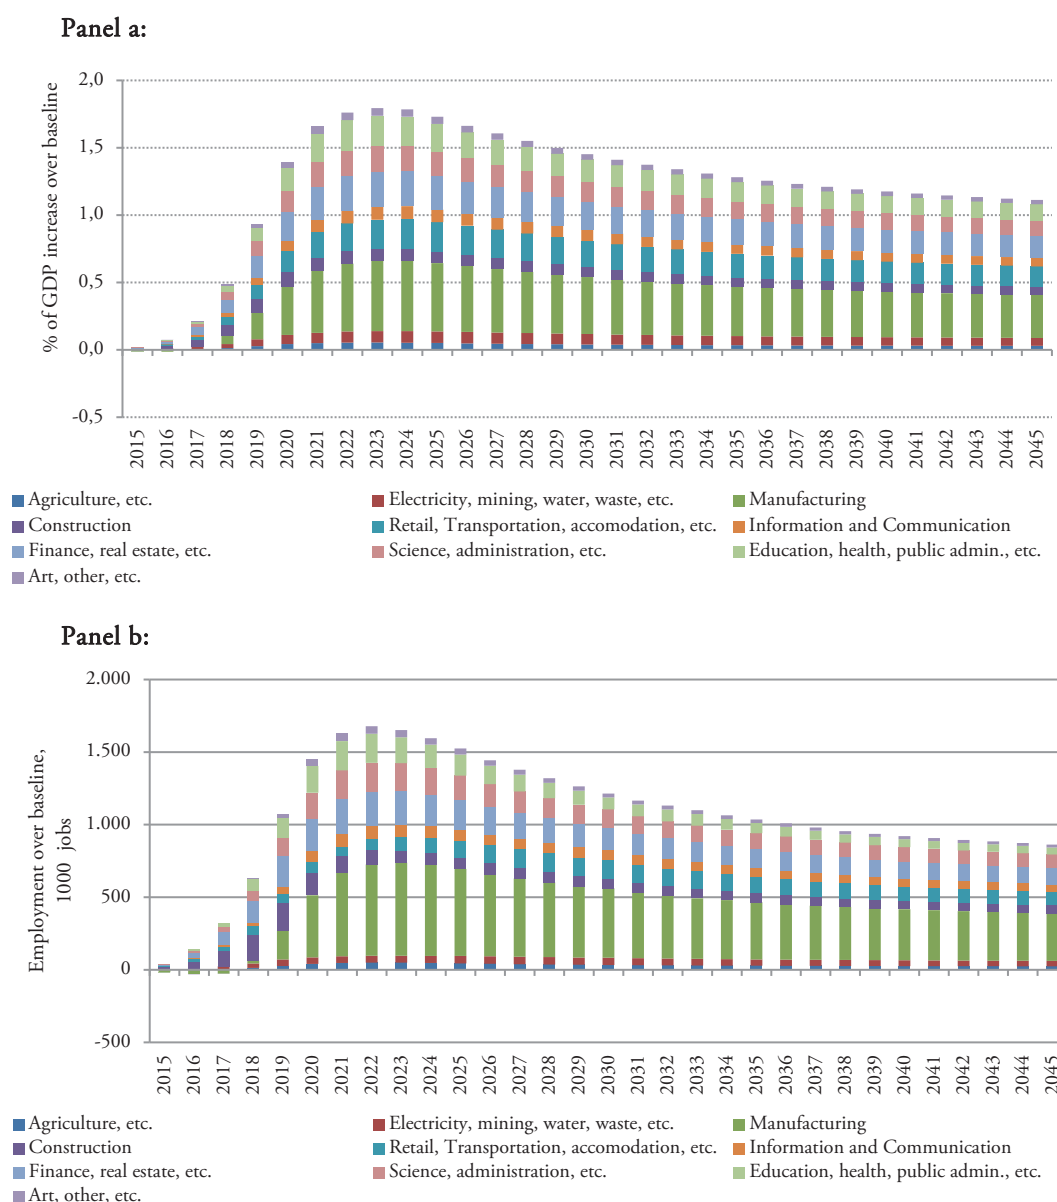 Panel a:
% of GDP increase over baseline
2,0
1,5
1,0
0,5
0,0
-0,5
2015 2016 2017 2018 2019 2020 2021 2022 2023 2024 2025 2026 2027 2028 2029 2030 2031 2032 2033 2034 2035 2036 2037 2038 2039 2040 2041 2042 2043 2044 2045
Agriculture, etc. Electricity, mining, water, waste, etc. Manufacturing
Construction Retail, Transportation, accomodation, etc. Information and Communication
Finance, real estate, etc. Science, administration, etc. Education, health, public admin., etc.
Art, other, etc.
Panel b:
Employment over baseline,
1000 jobs
2.000
1.500
1.000
500
0
-500
2015 2016 2017 2018 2019 2020 2021 2022 2023 2024 2025 2026 2027 2028 2029 2030 2031 2032 2033 2034 2035 2036 2037 2038 2039 2040 2041 2042 2043 2044 2045
Agriculture, etc. Electricity, mining, water, waste, etc. Manufacturing
Construction Retail, Transportation, accomodation, etc. Information and Communication
Finance, real estate, etc. Science, administration, etc. Education, health, public admin., etc.
Art, other, etc.